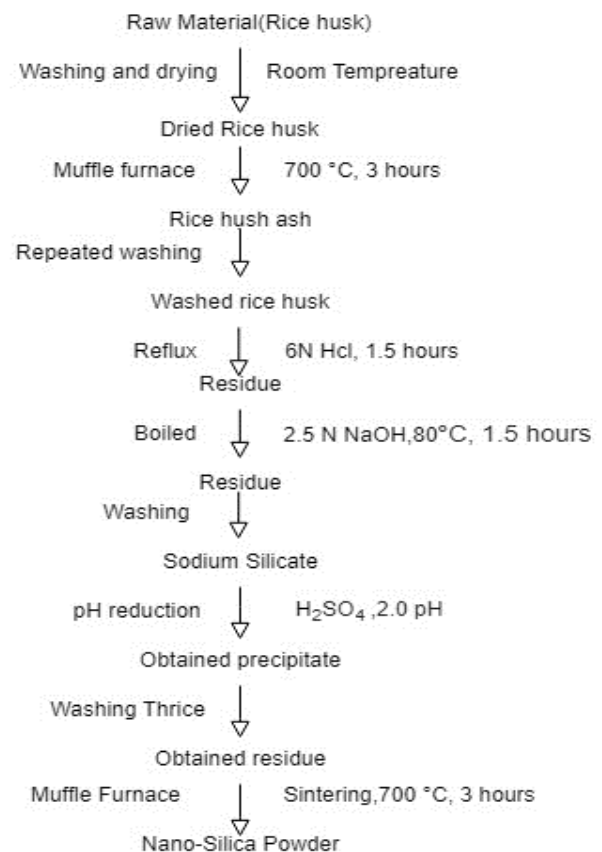 Raw Material(Rice husk)
Washing and drying Room Tempreature
Dried Rice husk
Muffle furnace 700 °C, 3 hours
Rice hush ash
Repeated washing
Washed rice husk
Reflux 6N Hcl, 1.5 hours
Residue
Boiled 2.5 N NaOH,80°C, 1.5 hours
Residue
Washing
Sodium Silicate
pH reduction H₂SO₄ ,2.0 pH
Obtained precipitate
Washing Thrice
Obtained residue
Muffle Furnace Sintering,700 °C, 3 hours
Nano-Silica Powder